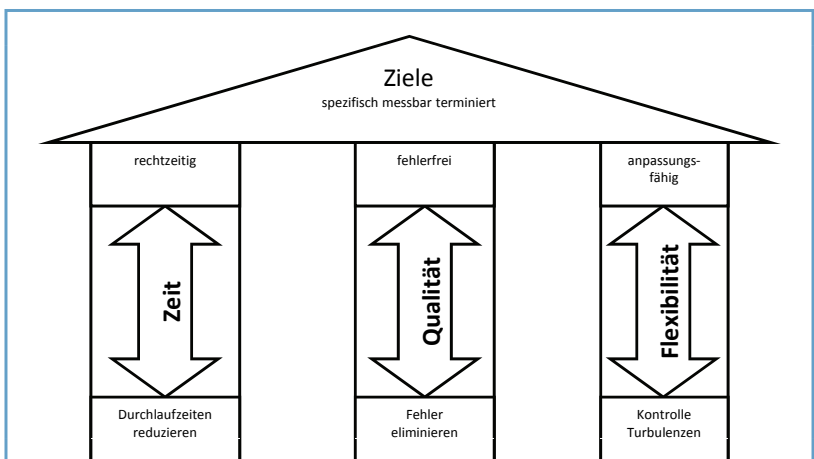 Ziele
spezifisch messbar terminiert
rechtzeitig
fehlerfrei
anpassungs-
fähig
Zeit
Qualität
Flexibilität
Durchlaufzeiten
reduzieren
Fehler
eliminieren
Kontrolle
Turbulenzen